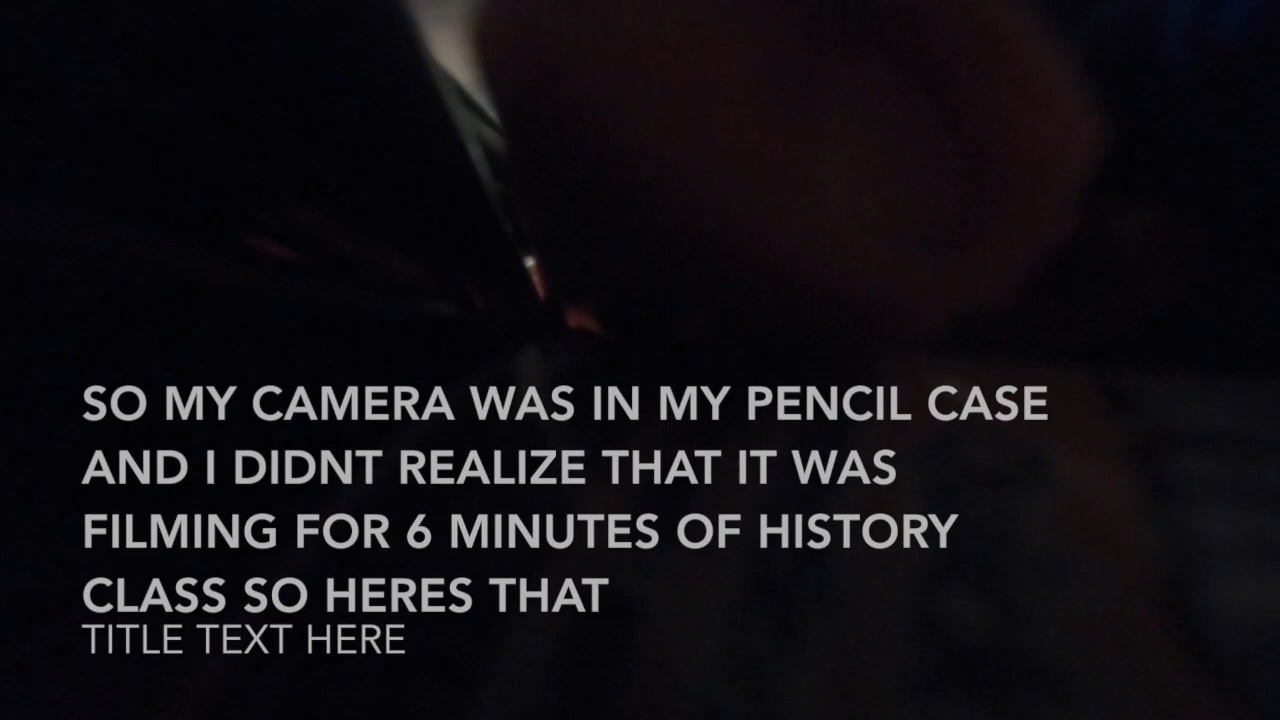 SO MY CAMERA WAS IN MY PENCIL CASE
AND I DIDNT REALIZE THAT IT WAS
FILMING FOR 6 MINUTES OF HISTORY
CLASS SO HERES THAT
TITLE TEXT HERE